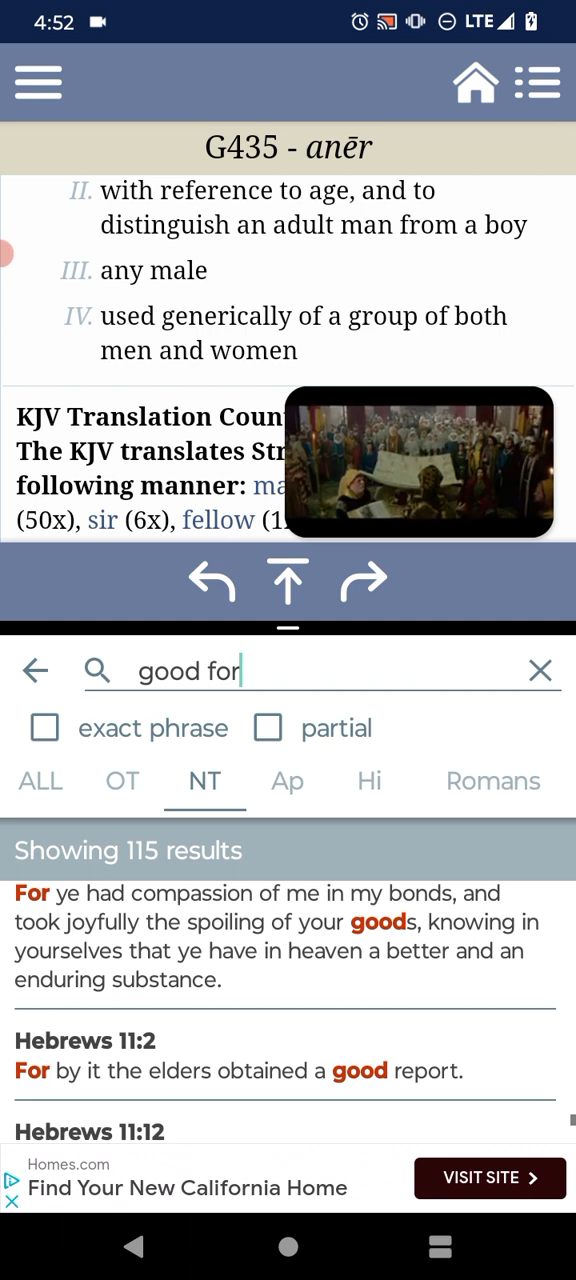 4:52 LTE
G435 - anēr
II. with reference to age, and to
distinguish an adult man from a boy
III. any male
IV. used generically of a group of both
men and women
KJV Translation Coun
The KJV translates Str
following manner: ma
(50x), sir (6x), fellow (1
good for
exact phrase partial
ALL OT NT Ap Hi Romans
Showing 115 results
For ye had compassion of me in my bonds, and
took joyfully the spoiling of your goods, knowing in
yourselves that ye have in heaven a better and an
enduring substance.
Hebrews 11:2
For by it the elders obtained a good report.
Hebrews 11:12
Homes.com
Find Your New California Home
VISIT SITE